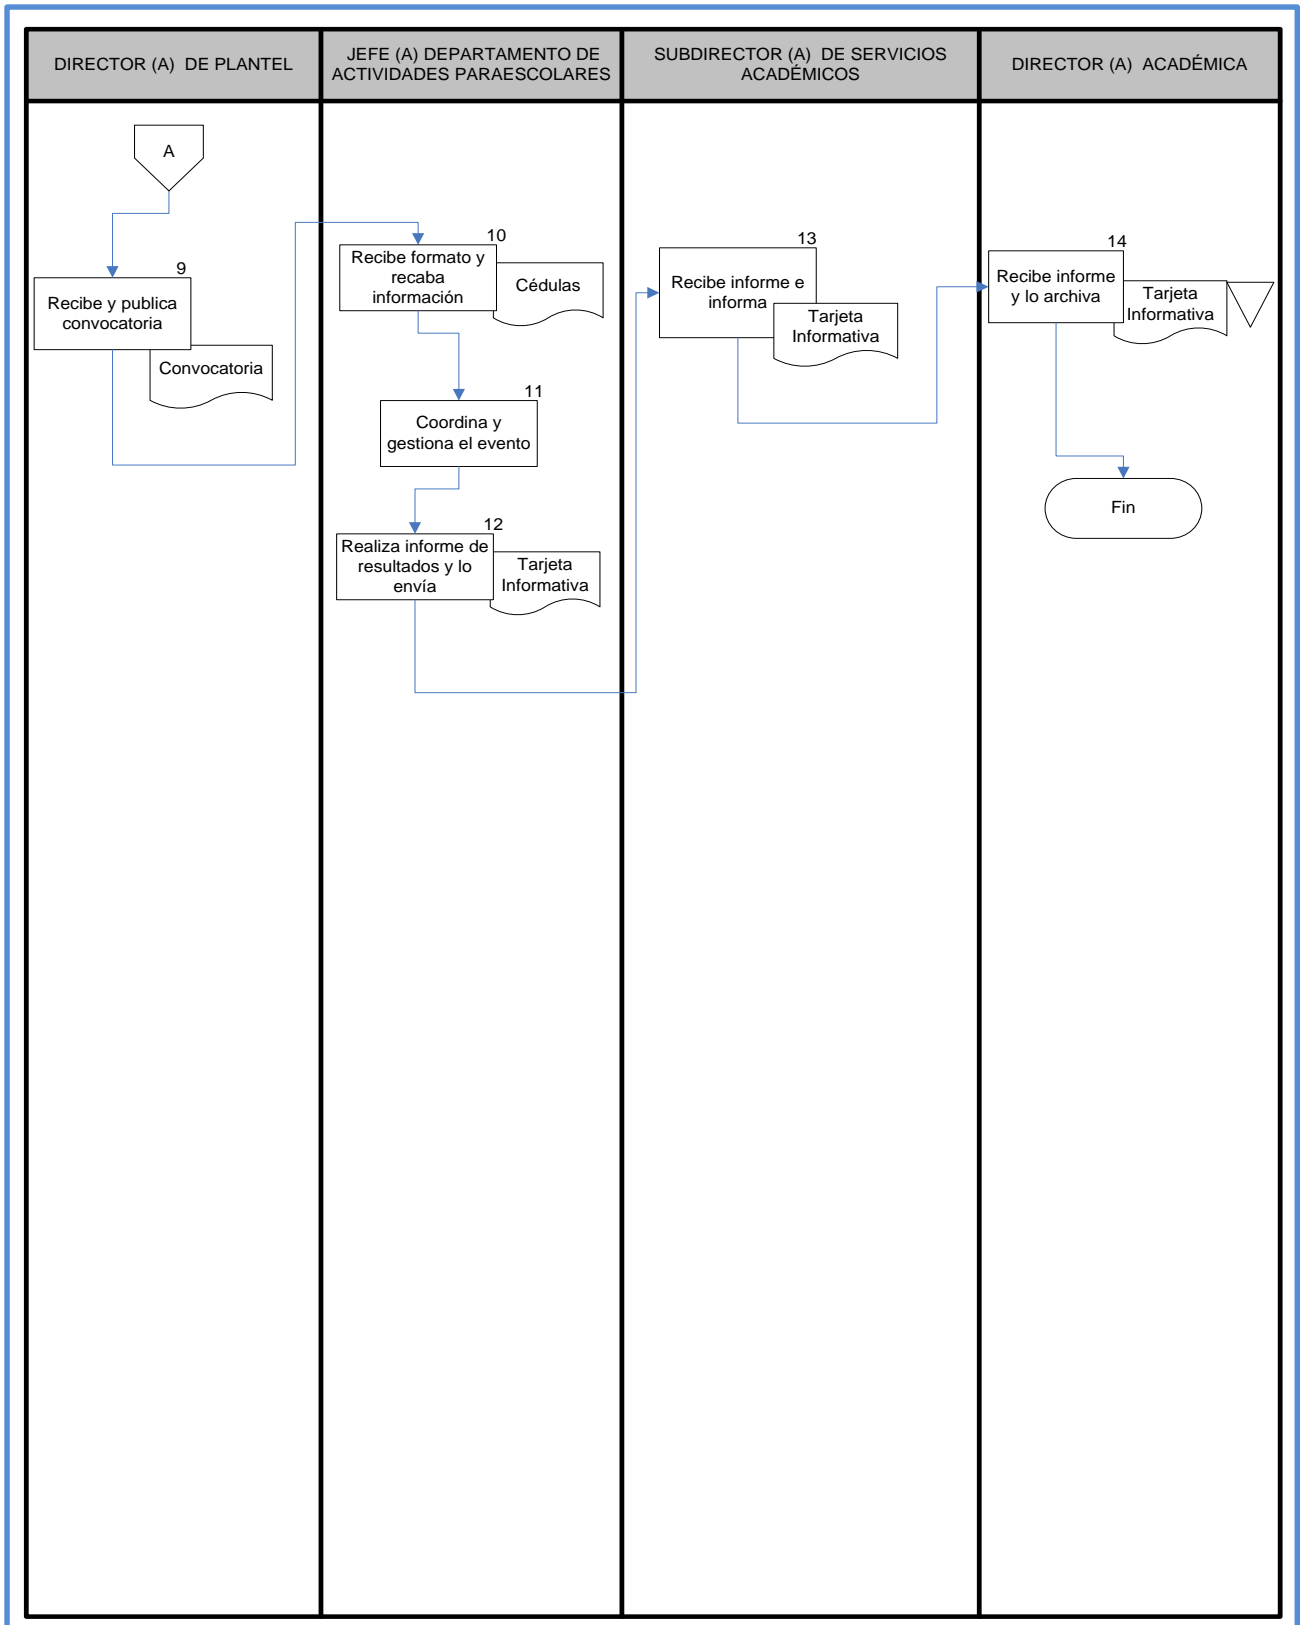 DIRECTOR (A) DE PLANTEL
JEFE (A) DEPARTAMENTO DE
ACTIVIDADES PARAESCOLARES
SUBDIRECTOR (A) DE SERVICIOS
ACADÉMICOS
DIRECTOR (A) ACADÉMICA
A
9
Recibe y publica
convocatoria
Convocatoria
10
Recibe formato y
recaba
información
Cédulas
11
Coordina y
gestiona el evento
12
Realiza informe de
resultados y lo
envía
Tarjeta
Informativa
13
Recibe informe e
informa
Tarjeta
Informativa
14
Recibe informe
y lo archiva
Tarjeta
Informativa
Fin